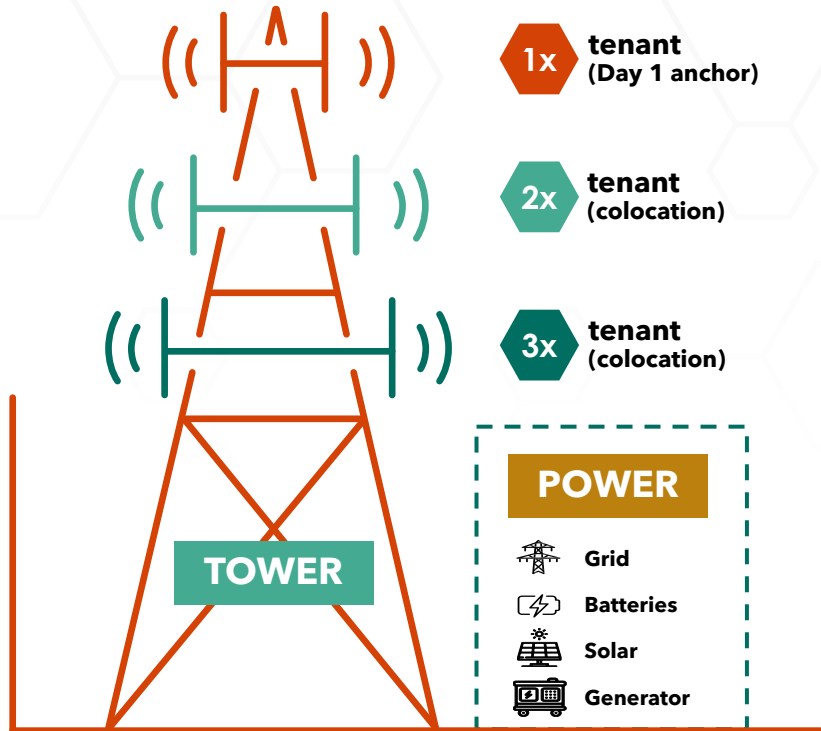 1x
tenant
(Day 1 anchor)
2x
tenant
(colocation)
3x
tenant
(colocation)
POWER
Grid
Batteries
Solar
Generator
TOWER